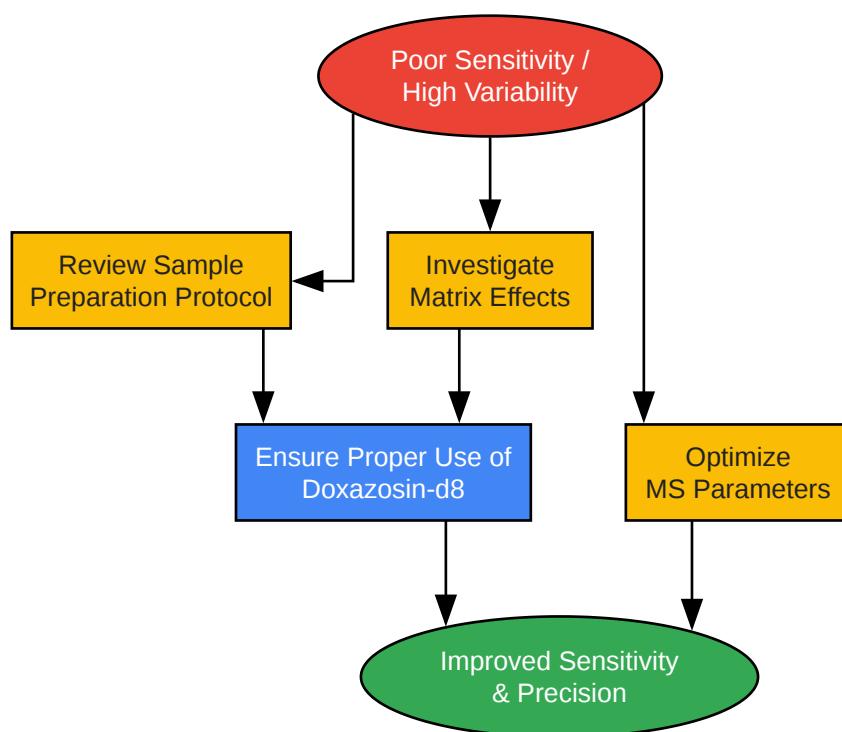 Poor Sensitivity /
High Variability
Review Sample
Preparation Protocol
Investigate
Matrix Effects
Ensure Proper Use of
Doxazosin-d8
Optimize
MS Parameters
Improved Sensitivity
& Precision